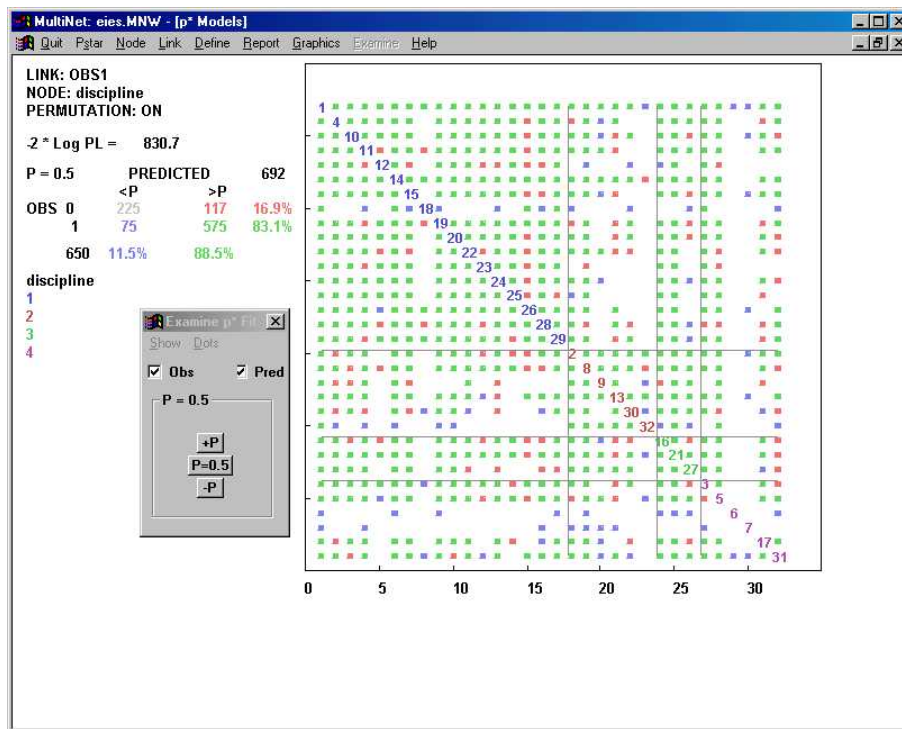 MultiNet: eies.MNW - [p* Models]
Quit Pstar Node Link Define Report Graphics Examine Help
LINK: OBS1
NODE: discipline
PERMUTATION: ON
-2 * Log PL = 830.7
P = 0.5 PREDICTED 692
<P >P
OBS 0 225 117 16.9%
1 75 575 83.1%
650 11.5% 88.5%
discipline
1
2
3
4
Examine p* Fit
Show Dots
Obs Pred
P = 0.5
+P
P=0.5
-P
1
4
10
11
12
14
15
18
19
20
22
23
24
25
26
28
29
2
8
9
13
30
32
16
21
27
3
5
6
7
17
31
0 5 10 15 20 25 30